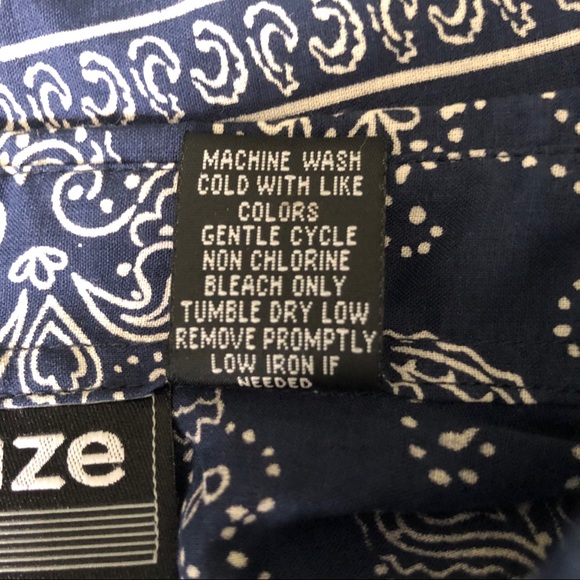 MACHINE WASH
COLD WITH LIKE
COLORS
GENTLE CYCLE
NON CHLORINE
BLEACH ONLY
TUMBLE DRY LOW
REMOVE PROMPTLY
LOW IRON IF
NEEDED